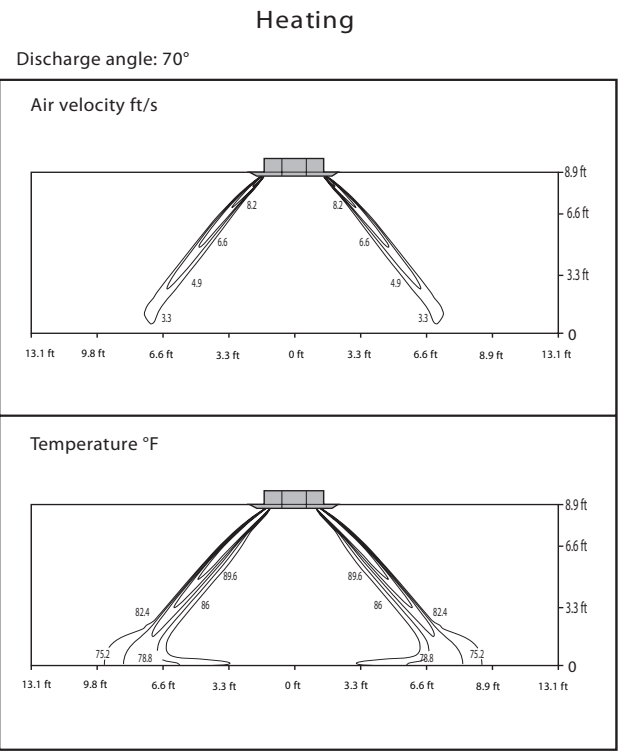 Heating
Discharge angle: 70°
Air velocity ft/s
8.9 ft
8.2 8.2
6.6 ft
6.6 6.6
4.9 4.9
3.3 ft
3.3 3.3
0
13.1 ft 9.8 ft 6.6 ft 3.3 ft 0 ft 3.3 ft 6.6 ft 8.9 ft 13.1 ft
Temperature °F
8.9 ft
6.6 ft
89.6 89.6
86 86
82.4 82.4
3.3 ft
75.2 78.8 78.8 75.2
0
13.1 ft 9.8 ft 6.6 ft 3.3 ft 0 ft 3.3 ft 6.6 ft 8.9 ft 13.1 ft